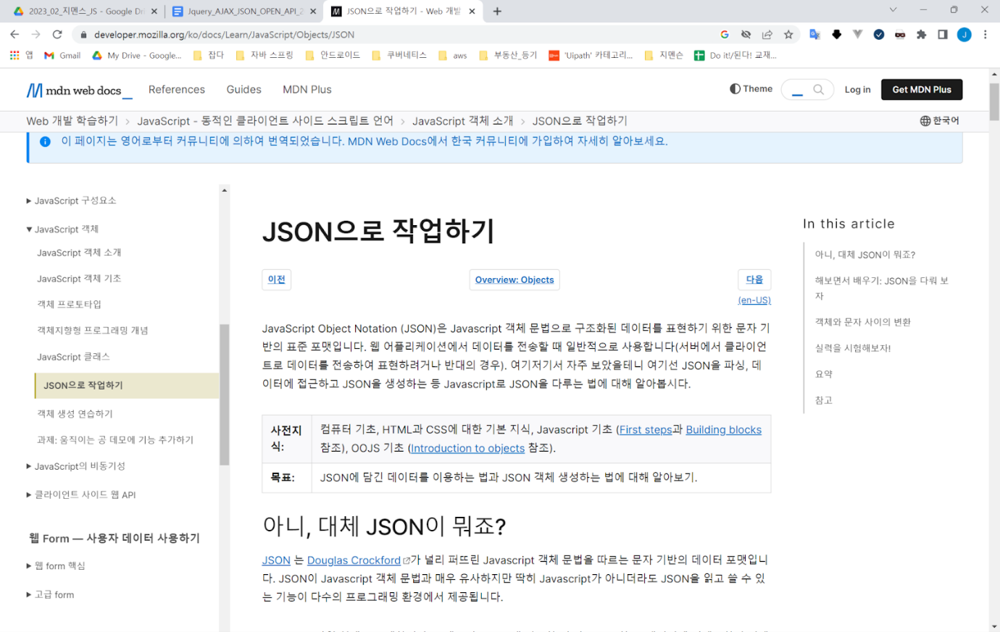 2023_02_지멘스_JS - Google Dri
Jquery_AJAX_JSON_OPEN_API_2
JSON으로 작업하기 - Web 개발
developer.mozilla.org/ko/docs/Learn/JavaScript/Objects/JSON
앱
Gmail
My Drive - Google...
잡다
자바 스프링
안드로이드
쿠버네티스
aws
부동산_등기
'Uipath' 카테고리...
지멘슨
Do it!/된다! 교재...
mdn web docs
References
Guides
MDN Plus
Theme
Log in
Get MDN Plus
Web 개발 학습하기
JavaScript - 동적인 클라이언트 사이드 스크립트 언어
JavaScript 객체 소개
JSON으로 작업하기
한국어
이 페이지는 영어로부터 커뮤니티에 의하여 번역되었습니다. MDN Web Docs에서 한국 커뮤니티에 가입하여 자세히 알아보세요.
JavaScript 구성요소
JavaScript 객체
JavaScript 객체 소개
JavaScript 객체 기초
객체 프로토타입
객체지향형 프로그래밍 개념
JavaScript 클래스
JSON으로 작업하기
객체 생성 연습하기
과제: 움직이는 공 데모에 기능 추가하기
JavaScript의 비동기성
클라이언트 사이드 웹 API
웹 Form — 사용자 데이터 사용하기
웹 form 핵심
고급 form
JSON으로 작업하기
이전
Overview: Objects
다음
(en-US)
JavaScript Object Notation (JSON)은 Javascript 객체 문법으로 구조화된 데이터를 표현하기 위한 문자 기
반의 표준 포맷입니다. 웹 어플리케이션에서 데이터를 전송할 때 일반적으로 사용합니다(서버에서 클라이언
트로 데이터를 전송하여 표현하려거나 반대의 경우). 여기저기서 자주 보았을테니 여기선 JSON을 파싱, 데
이터에 접근하고 JSON을 생성하는 등 Javascript로 JSON을 다루는 법에 대해 알아봅시다.
사전지
식:
컴퓨터 기초, HTML과 CSS에 대한 기본 지식, Javascript 기초 (First steps과 Building blocks
참조), OOJS 기초 (Introduction to objects 참조).
목표:
JSON에 담긴 데이터를 이용하는 법과 JSON 객체 생성하는 법에 대해 알아보기.
아니, 대체 JSON이 뭐죠?
JSON 는 Douglas Crockford가 널리 퍼뜨린 Javascript 객체 문법을 따르는 문자 기반의 데이터 포맷입니
다. JSON이 Javascript 객체 문법과 매우 유사하지만 딱히 Javascript가 아니더라도 JSON을 읽고 쓸 수 있
는 기능이 다수의 프로그래밍 환경에서 제공됩니다.
In this article
아니, 대체 JSON이 뭐죠?
해보면서 배우기: JSON을 다뤄 보
자
객체와 문자 사이의 변환
실력을 시험해보자!
요약
참고